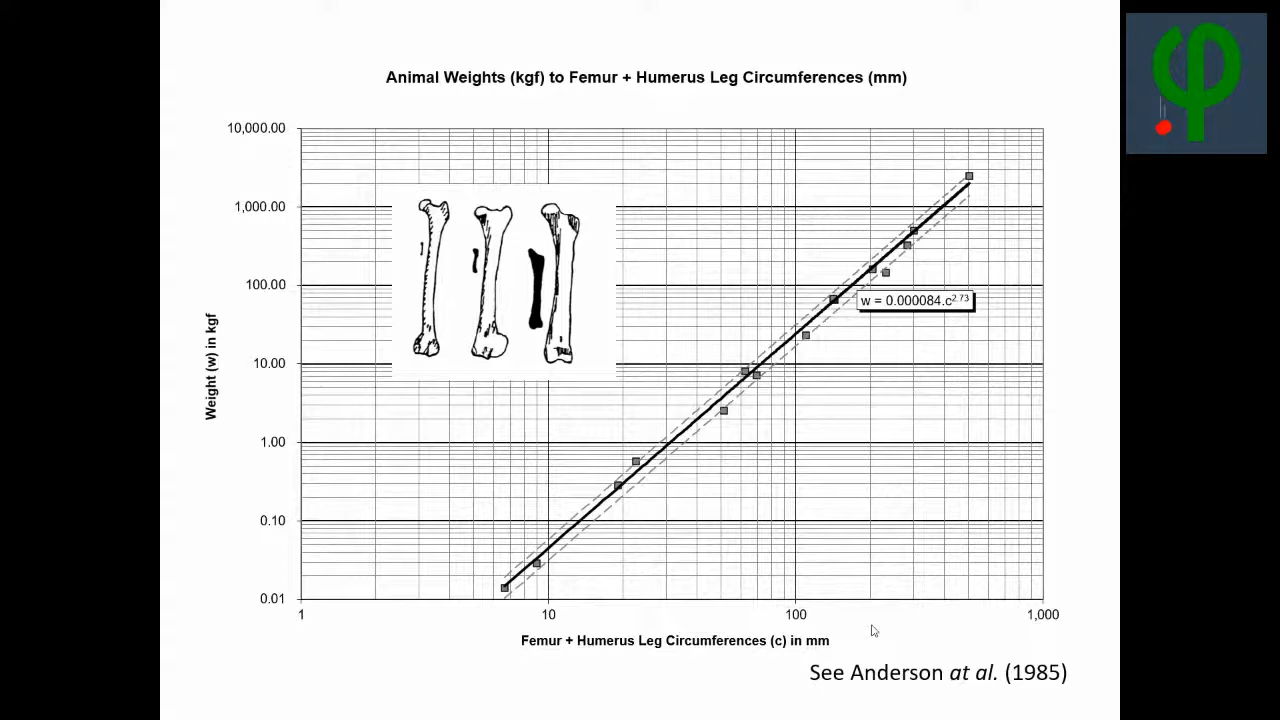 Animal Weights (kgf) to Femur + Humerus Leg Circumferences (mm)
10,000.00
1,000.00
100.00
10.00
1.00
0.10
0.01
Weight (w) in kgf
w = 0.000084.c^2.73
1 10 100 1,000
Femur + Humerus Leg Circumferences (c) in mm
See Anderson at al. (1985)
φ